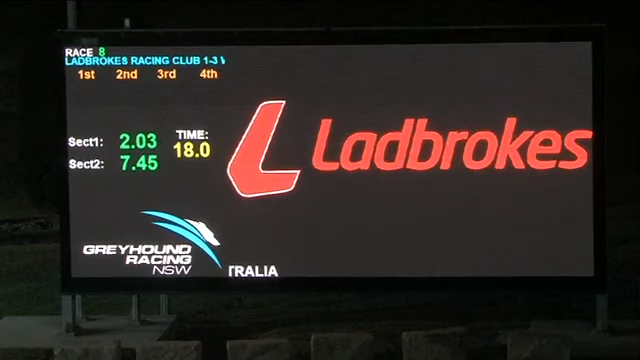 RACE 8
LADBROKES RACING CLUB 1-3 W
1st 2nd 3rd 4th
Sect1: 2.03
Sect2: 7.45
TIME:
18.0
Ladbrokes
GREYHOUND
RACING
NSW
TRALIA